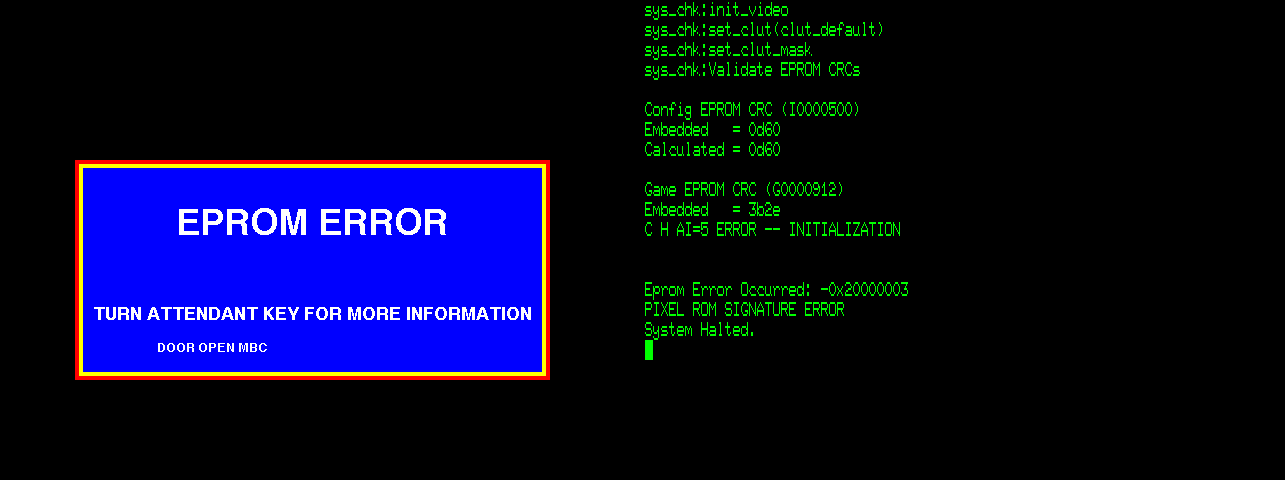 EPROM ERROR
TURN ATTENDANT KEY FOR MORE INFORMATION
DOOR OPEN MBC
sys_chk:init_video
sys_chk:set_clut(clut_default)
sys_chk:set_clut_mask
sys_chk:Validate EPROM CRCs
Config EPROM CRC (I0000500)
Embedded = 0d60
Calculated = 0d60
Game EPROM CRC (G0000912)
Embedded = 3b2e
C H AI=5 ERROR -- INITIALIZATION
Eprom Error Occurred: -0x20000003
PIXEL ROM SIGNATURE ERROR
System Halted.